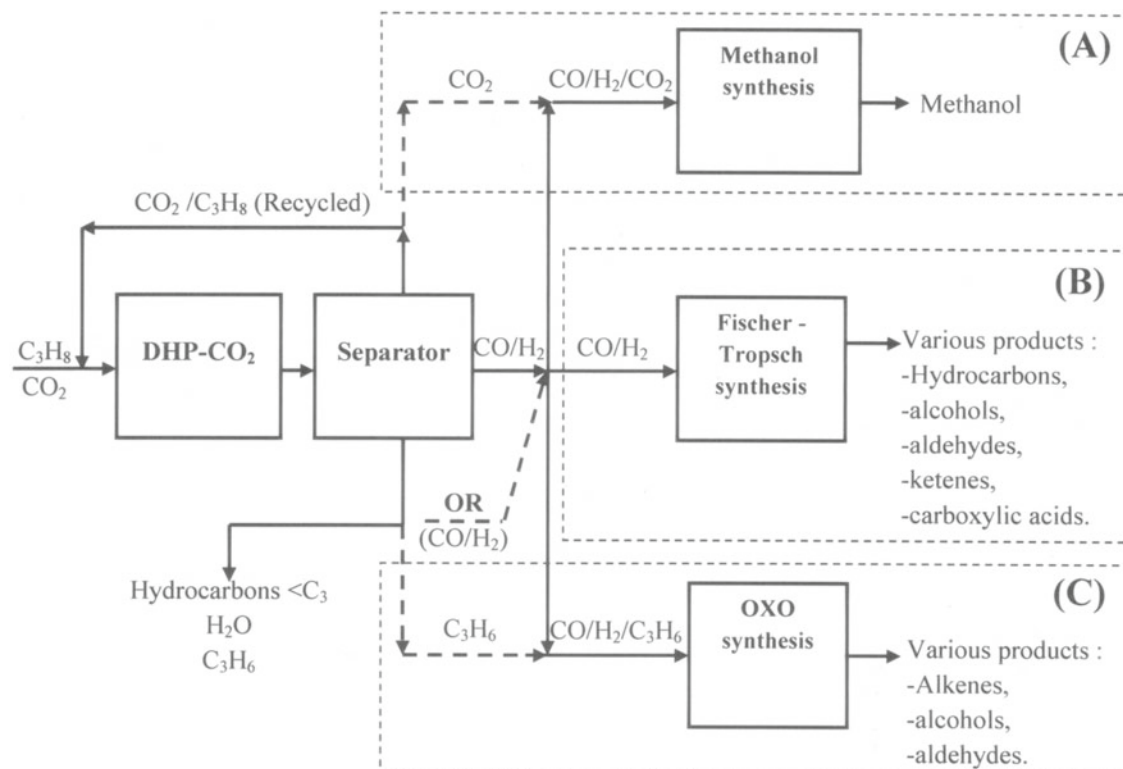 (A)
Methanol
synthesis
CO₂
CO/H₂/CO₂
Methanol
CO₂ /C₃H₈ (Recycled)
(B)
C₃H₈
CO₂
DHP-CO₂
Separator
CO/H₂
CO/H₂
Fischer -
Tropsch
synthesis
Various products :
-Hydrocarbons,
-alcohols,
-aldehydes,
-ketenes,
-carboxylic acids.
OR
(CO/H₂)
Hydrocarbons <C₃
H₂O
C₃H₆
(C)
C₃H₆
CO/H₂/C₃H₆
OXO
synthesis
Various products :
-Alkenes,
-alcohols,
-aldehydes.